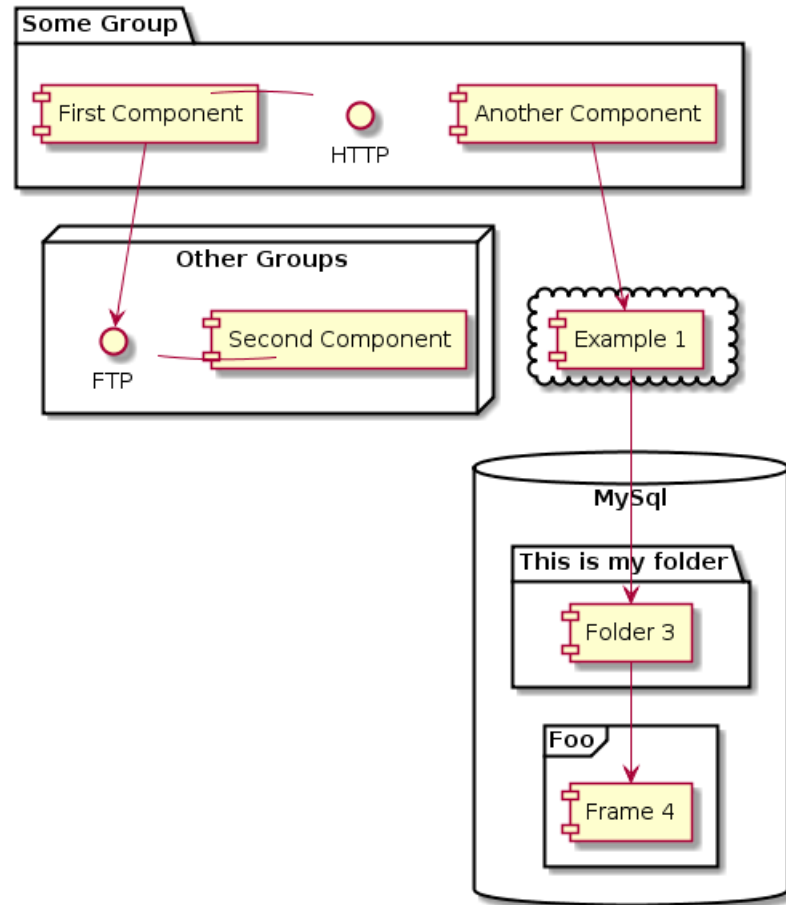 Some Group
First Component
HTTP
Another Component
Other Groups
FTP
Second Component
Example 1
MySql
This is my folder
Folder 3
Foo
Frame 4